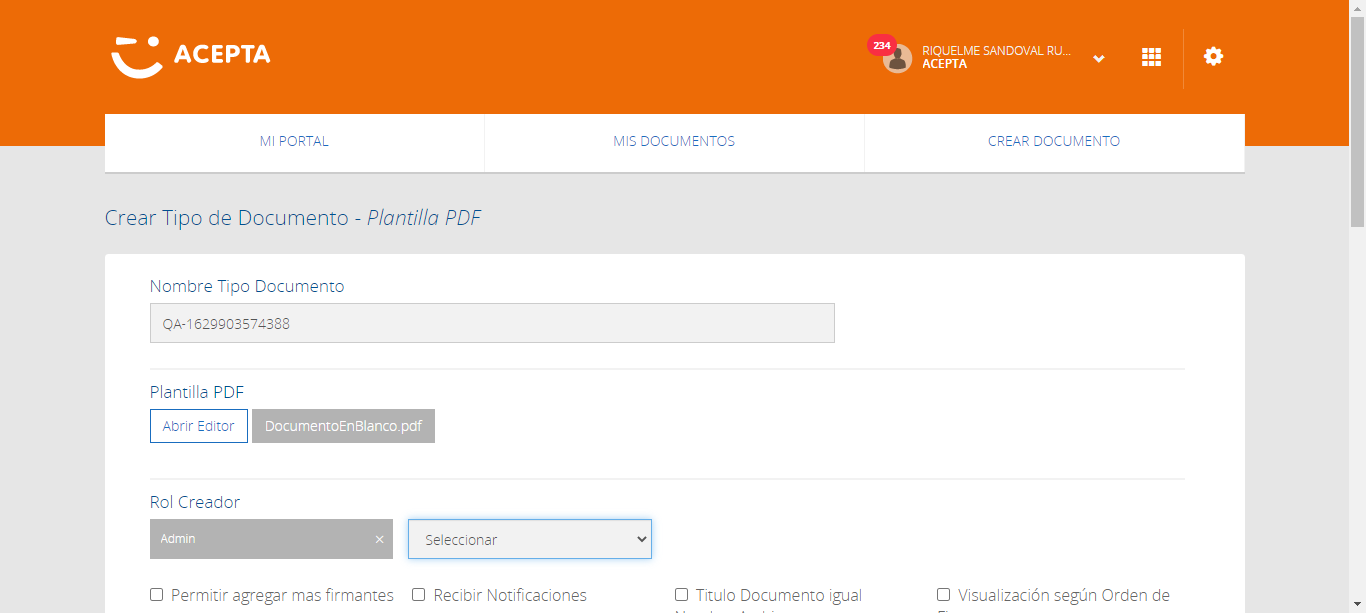 ACEPTA
234
RIQUELME SANDOVAL RU...
ACEPTA
MI PORTAL
MIS DOCUMENTOS
CREAR DOCUMENTO
Crear Tipo de Documento - Plantilla PDF
Nombre Tipo Documento
QA-1629903574388
Plantilla PDF
Abrir Editor
DocumentoEnBlanco.pdf
Rol Creador
Admin ×
Seleccionar
Permitir agregar mas firmantes
Recibir Notificaciones
Titulo Documento igual
Visualización según Orden de